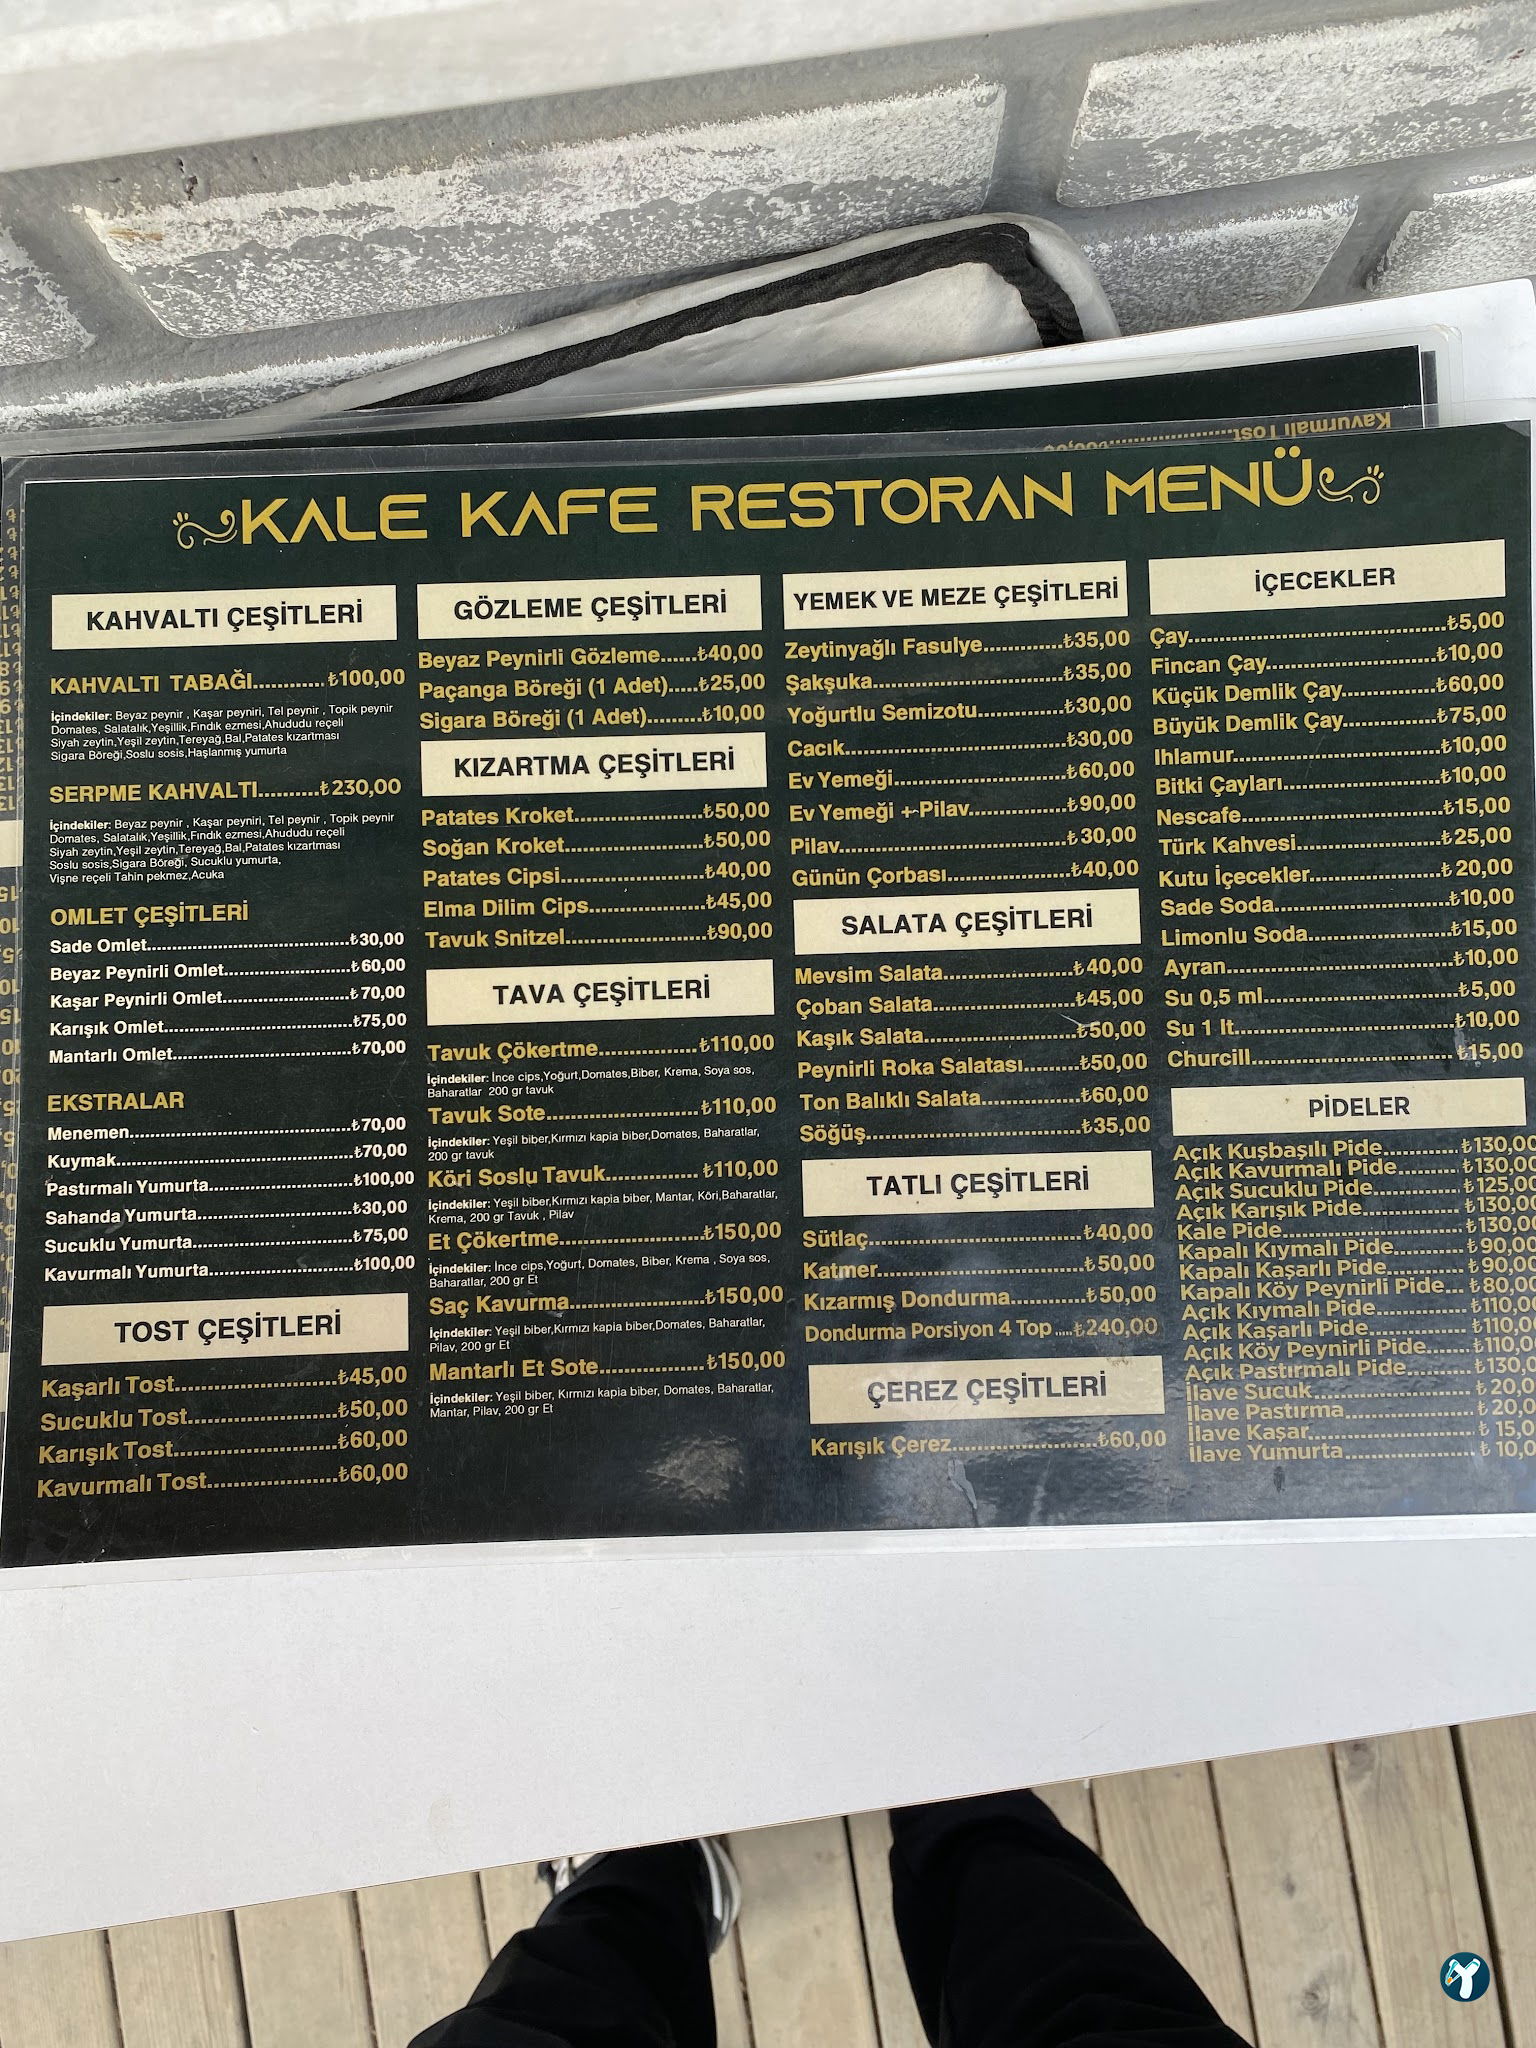 Kavurmalı Tost
KALE KAFE RESTORAN MENÜ
KAHVALTI ÇEŞİTLERİ
KAHVALTI TABAĞI............₺100,00
İçindekiler: Beyaz peynir , Kaşar peyniri, Tel peynir , Topik peynir
Domates, Salatalık,Yeşillik,Fındık ezmesi,Ahududu reçeli
Siyah zeytin,Yeşil zeytin,Tereyağ,Bal,Patates kızartması
Sigara Böreği,Soslu sosis,Haşlanmış yumurta
SERPME KAHVALTI..........₺230,00
İçindekiler: Beyaz peynir , Kaşar peyniri, Tel peynir , Topik peynir
Domates, Salatalık,Yeşillik,Fındık ezmesi,Ahududu reçeli
Siyah zeytin,Yeşil zeytin,Tereyağ,Bal,Patates kızartması
Soslu sosis,Sigara Böreği, Sucuklu yumurta,
Vişne reçeli Tahin pekmez,Acuka
OMLET ÇEŞİTLERİ
Sade Omlet....................₺30,00
Beyaz Peynirli Omlet....................₺60,00
Kaşar Peynirli Omlet....................₺70,00
Karışık Omlet....................₺75,00
Mantarlı Omlet....................₺70,00
EKSTRALAR
Menemen....................₺70,00
Kuymak....................₺70,00
Pastırmalı Yumurta....................₺100,00
Sahanda Yumurta....................₺30,00
Sucuklu Yumurta....................₺75,00
Kavurmalı Yumurta....................₺100,00
TOST ÇEŞİTLERİ
Kaşarlı Tost....................₺45,00
Sucuklu Tost....................₺50,00
Karışık Tost....................₺60,00
Kavurmalı Tost....................₺60,00
GÖZLEME ÇEŞİTLERİ
Beyaz Peynirli Gözleme......₺40,00
Paçanga Böreği (1 Adet).....₺25,00
Sigara Böreği (1 Adet).........₺10,00
KIZARTMA ÇEŞİTLERİ
Patates Kroket....................₺50,00
Soğan Kroket....................₺50,00
Patates Cipsi....................₺40,00
Elma Dilim Cips....................₺45,00
Tavuk Snitzel....................₺90,00
TAVA ÇEŞİTLERİ
Tavuk Çökertme..............₺110,00
İçindekiler: İnce cips,Yoğurt,Domates,Biber, Krema, Soya sos,
Baharatlar 200 gr tavuk
Tavuk Sote....................₺110,00
İçindekiler: Yeşil biber,Kırmızı kapia biber,Domates, Baharatlar,
200 gr tavuk
Köri Soslu Tavuk.............₺110,00
İçindekiler: Yeşil biber,Kırmızı kapia biber, Mantar, Köri,Baharatlar,
Krema, 200 gr Tavuk , Pilav
Et Çökertme....................₺150,00
İçindekiler: İnce cips,Yoğurt, Domates, Biber, Krema , Soya sos,
Baharatlar, 200 gr Et
Saç Kavurma....................₺150,00
İçindekiler: Yeşil biber,Kırmızı kapia biber,Domates, Baharatlar,
Pilav, 200 gr Et
Mantarlı Et Sote...............₺150,00
İçindekiler: Yeşil biber, Kırmızı kapia biber, Domates, Baharatlar,
Mantar, Pilav, 200 gr Et
YEMEK VE MEZE ÇEŞİTLERİ
Zeytinyağlı Fasulye............₺35,00
Şakşuka....................₺35,00
Yoğurtlu Semizotu.............₺30,00
Cacık....................₺30,00
Ev Yemeği....................₺60,00
Ev Yemeği + Pilav..............₺90,00
Pilav....................₺30,00
Günün Çorbası..................₺40,00
SALATA ÇEŞİTLERİ
Mevsim Salata....................₺40,00
Çoban Salata....................₺45,00
Kaşık Salata....................₺50,00
Peynirli Roka Salatası.........₺50,00
Ton Balıklı Salata..............₺60,00
Söğüş....................₺35,00
TATLI ÇEŞİTLERİ
Sütlaç....................₺40,00
Katmer....................₺50,00
Kızarmış Dondurma............₺50,00
Dondurma Porsiyon 4 Top.....₺240,00
ÇEREZ ÇEŞİTLERİ
Karışık Çerez....................₺60,00
İÇECEKLER
Çay....................₺5,00
Fincan Çay....................₺10,00
Küçük Demlik Çay..............₺60,00
Büyük Demlik Çay..............₺75,00
Ihlamur....................₺10,00
Bitki Çayları....................₺10,00
Nescafe....................₺15,00
Türk Kahvesi....................₺25,00
Kutu İçecekler....................₺20,00
Sade Soda....................₺10,00
Limonlu Soda....................₺15,00
Ayran....................₺10,00
Su 0,5 ml....................₺5,00
Su 1 lt....................₺10,00
Churcill....................₺15,00
PİDELER
Açık Kuşbaşılı Pide............₺130,00
Açık Kavurmalı Pide...........₺130,00
Açık Sucuklu Pide..............₺125,00
Açık Karışık Pide...............₺130,00
Kale Pide....................₺130,00
Kapalı Kıymalı Pide............₺90,00
Kapalı Kaşarlı Pide.............₺90,00
Kapalı Köy Peynirli Pide...₺80,00
Açık Kıymalı Pide...............₺110,00
Açık Kaşarlı Pide...............₺110,00
Açık Köy Peynirli Pide........₺110,0
Açık Pastırmalı Pide...........₺130,0
İlave Sucuk....................₺20,0
İlave Pastırma....................₺20,0
İlave Kaşar....................₺15,0
İlave Yumurta....................₺10,0